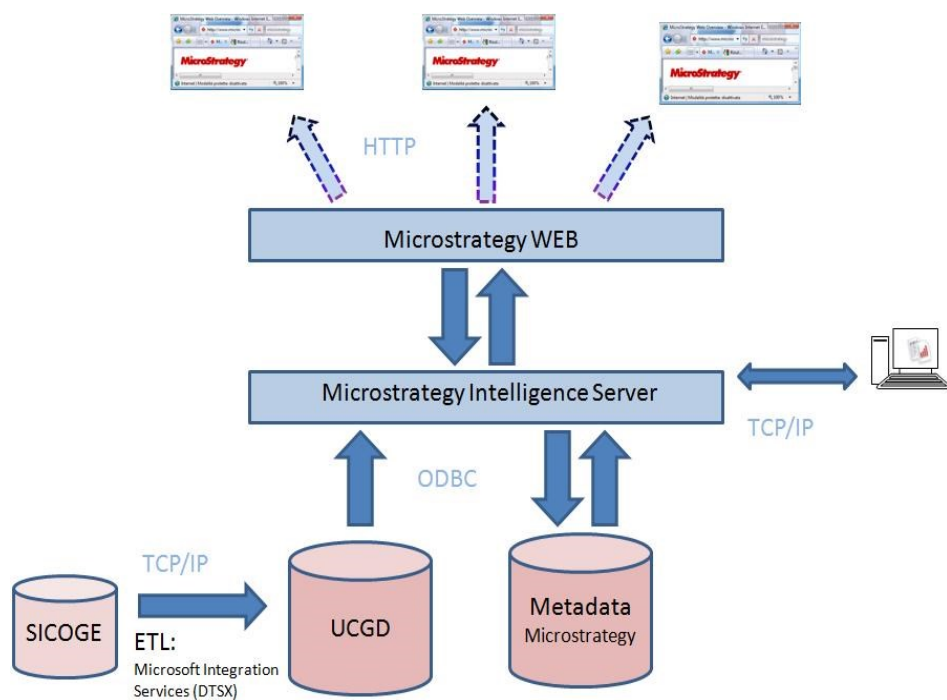 MicroStrategy
MicroStrategy
MicroStrategy
HTTP
Microstrategy WEB
Microstrategy Intelligence Server
TCP/IP
ODBC
TCP/IP
SICOGE
ETL:
Microsoft Integration
Services (DTSX)
UCGD
Metadata
Microstrategy